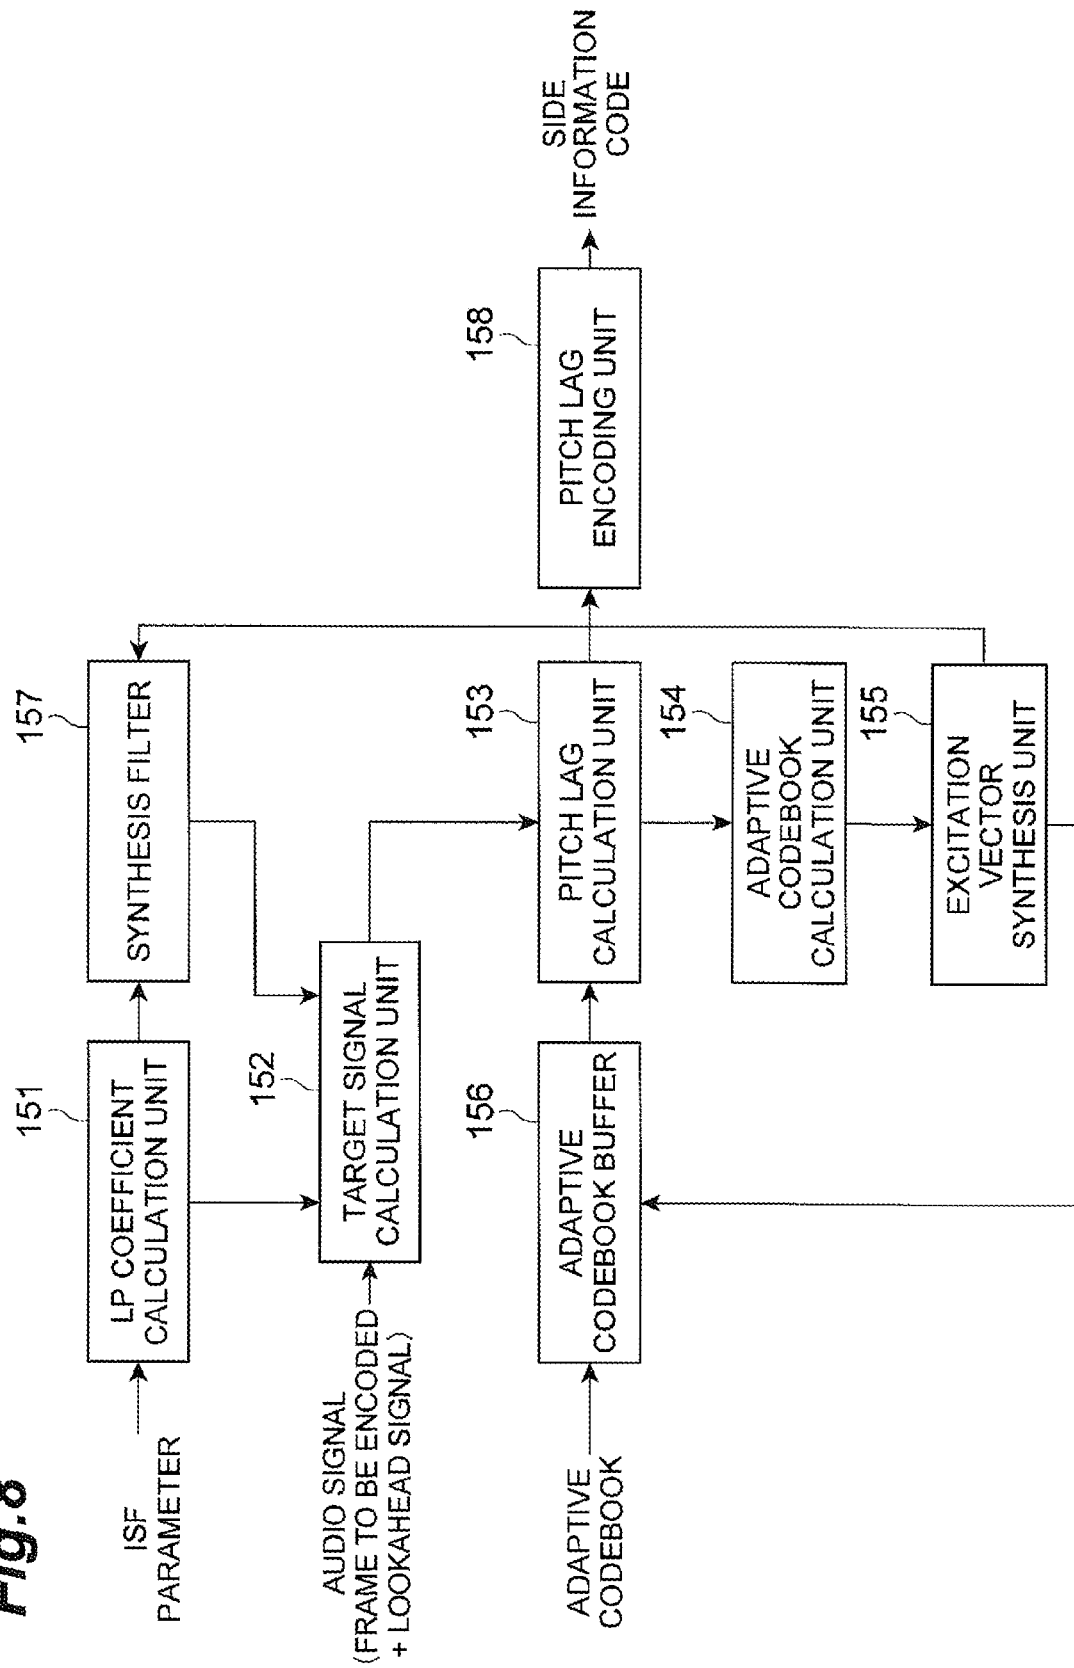 Fig.8
ISF
PARAMETER
151
LP COEFFICIENT
CALCULATION UNIT
157
SYNTHESIS FILTER
AUDIO SIGNAL
(FRAME TO BE ENCODED
+ LOOKAHEAD SIGNAL)
152
TARGET SIGNAL
CALCULATION UNIT
ADAPTIVE
CODEBOOK
156
ADAPTIVE
CODEBOOK BUFFER
153
PITCH LAG
CALCULATION UNIT
158
PITCH LAG
ENCODING UNIT
SIDE
INFORMATION
CODE
154
ADAPTIVE
CODEBOOK
CALCULATION UNIT
155
EXCITATION
VECTOR
SYNTHESIS UNIT